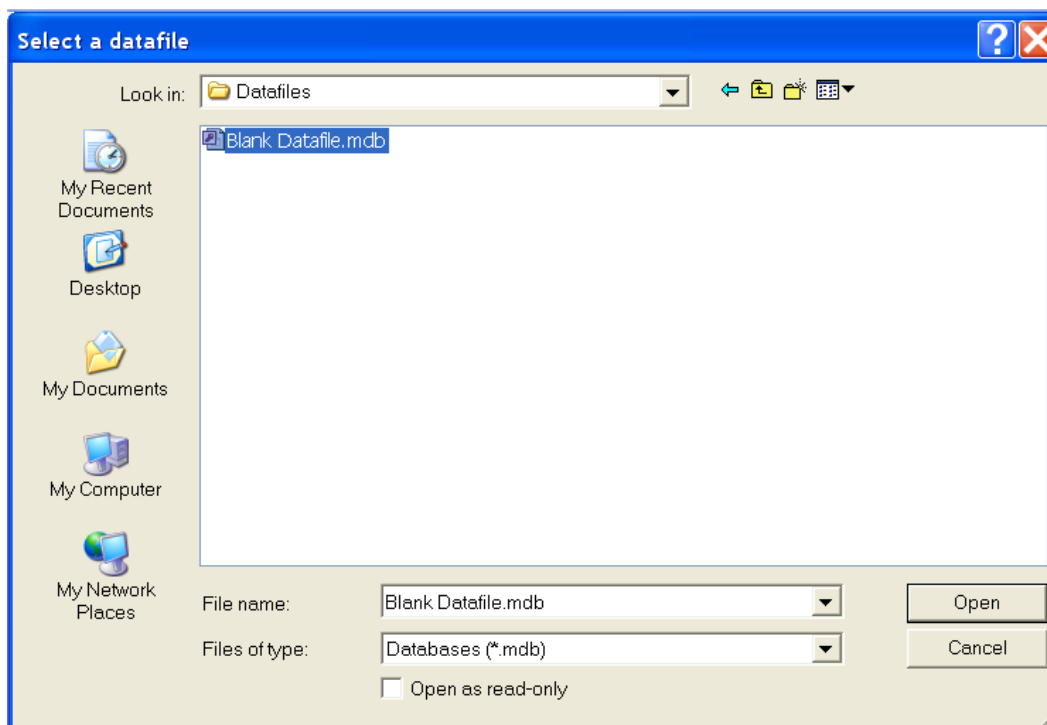 Select a datafile
?
Look in: Datafiles
Blank Datafile.mdb
My Recent
Documents
Desktop
My Documents
My Computer
My Network
Places
File name: Blank Datafile.mdb Open
Files of type: Databases (*.mdb) Cancel
Open as read-only